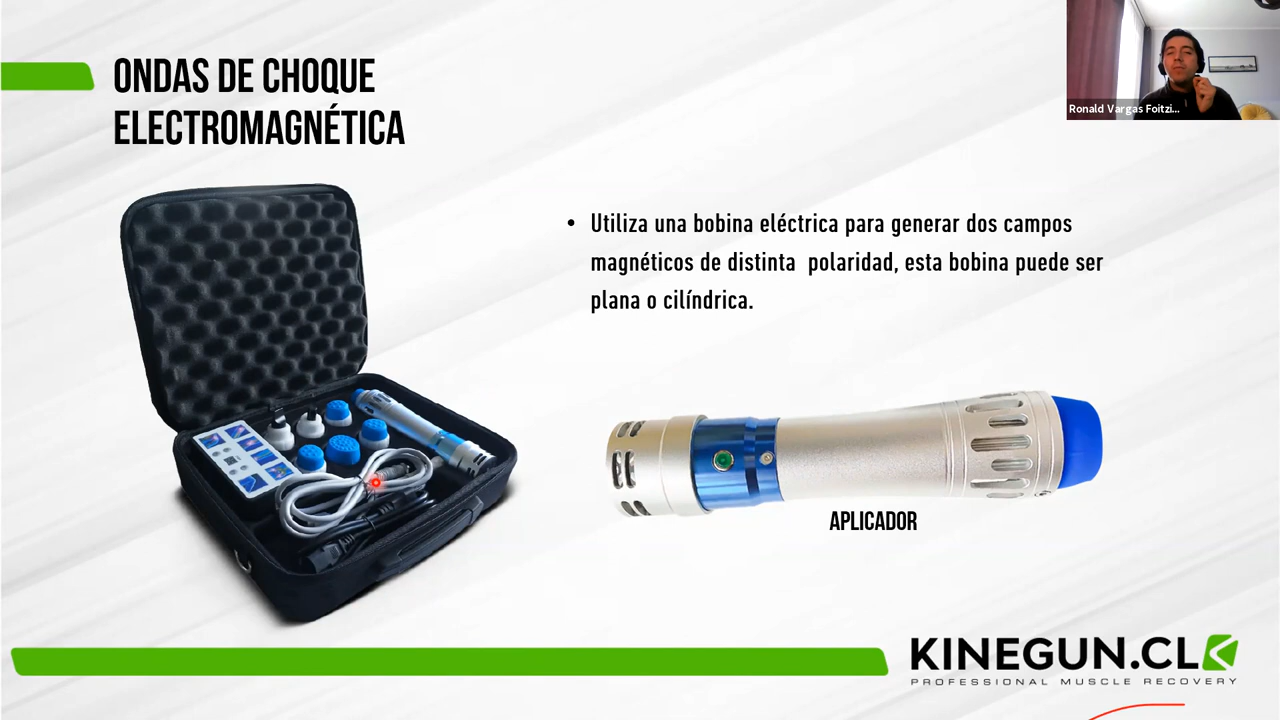 ONDAS DE CHOQUE
ELECTROMAGNÉTICA
Ronald Vargas Foitzi...
• Utiliza una bobina eléctrica para generar dos campos
magnéticos de distinta polaridad, esta bobina puede ser
plana o cilíndrica.
APLICADOR
KINEGUN.CL
PROFESSIONAL MUSCLE RECOVERY